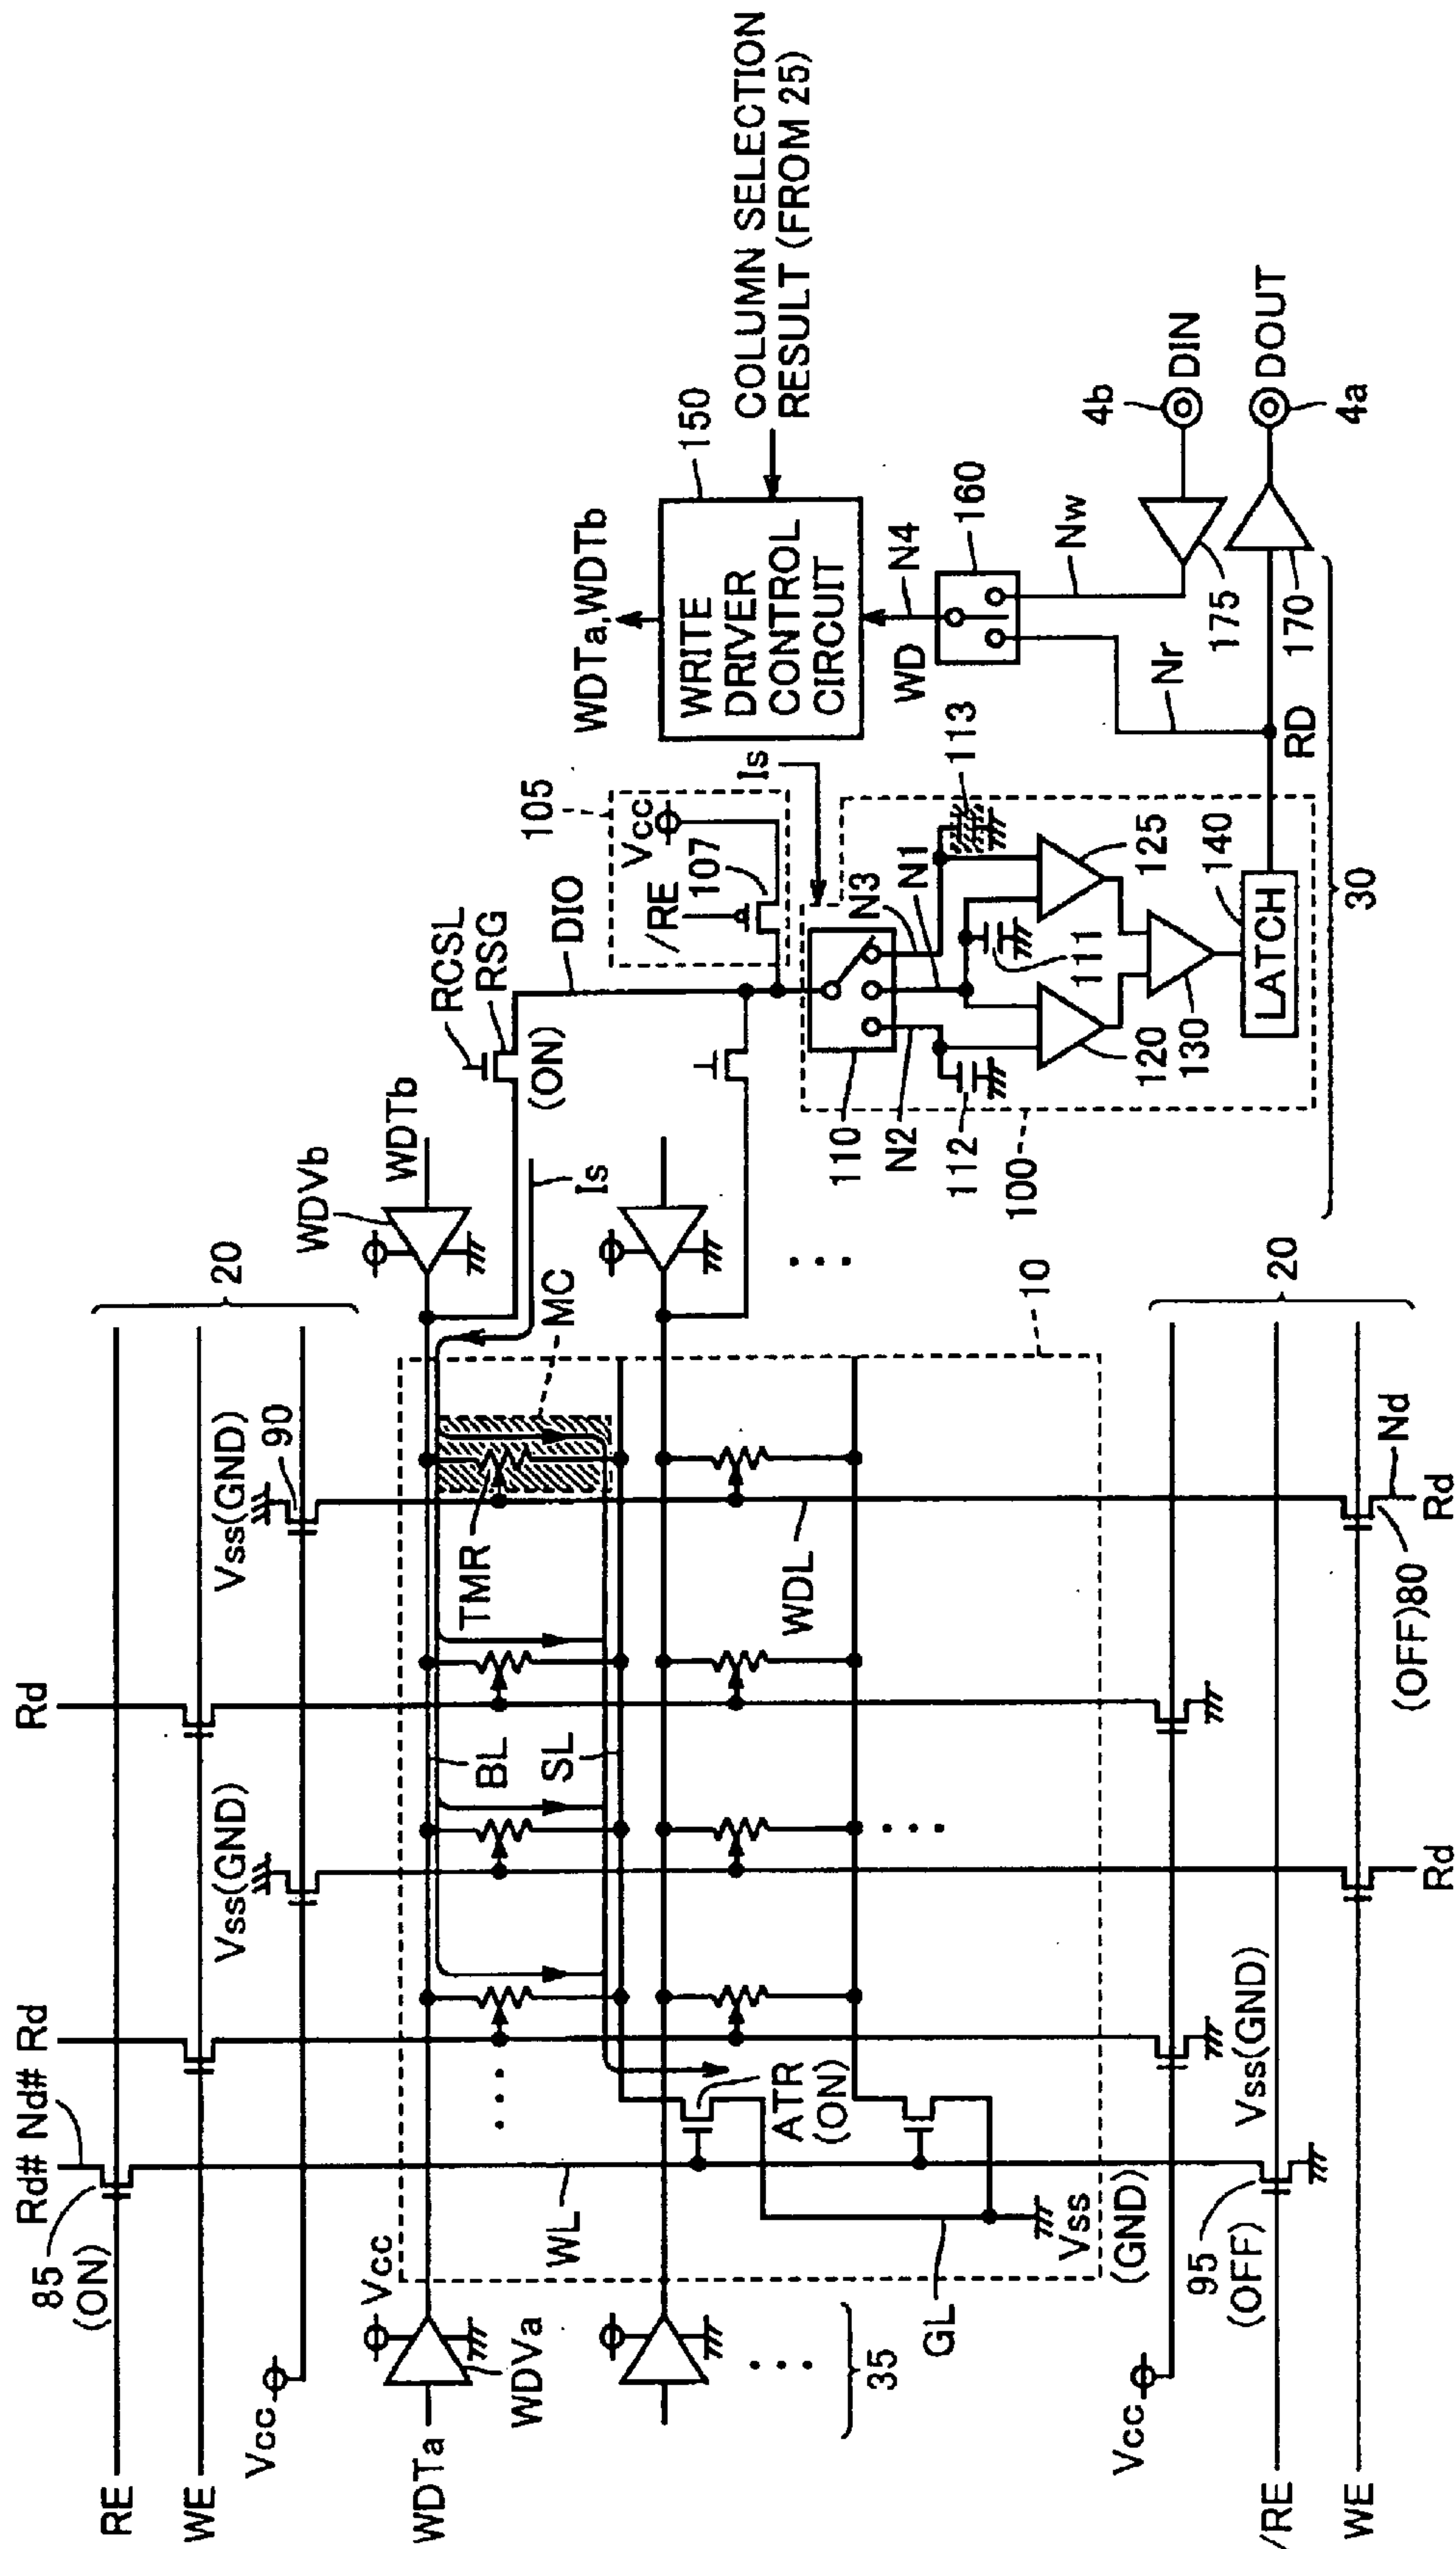 RE
WE
Vcc
Rd# Nd# Rd
85
(ON)
Vss(GND)
Rd
Vss(GND)
90
20
WDTa
WDVa
Vcc
BL
SL
TMR
MC
WDVb
WDTb
Is
RCSL
RSG
(ON)
DIO
105
Vcc
/RE
107
Is
WDTa,WDTb
WRITE
DRIVER
CONTROL
CIRCUIT
150
COLUMN SELECTION
RESULT (FROM 25)
WL
ATR
(ON)
WDL
10
35
GL
Vss
(GND)
110
N2
N3
N1
112
111
113
120
125
130
LATCH
140
100
30
WD
N4
160
Nw
Nr
RD
175
170
4b
DIN
DOUT
4a
Vcc
95
(OFF)
Vss(GND)
20
/RE
WE
Rd
(OFF)80
Nd
Rd